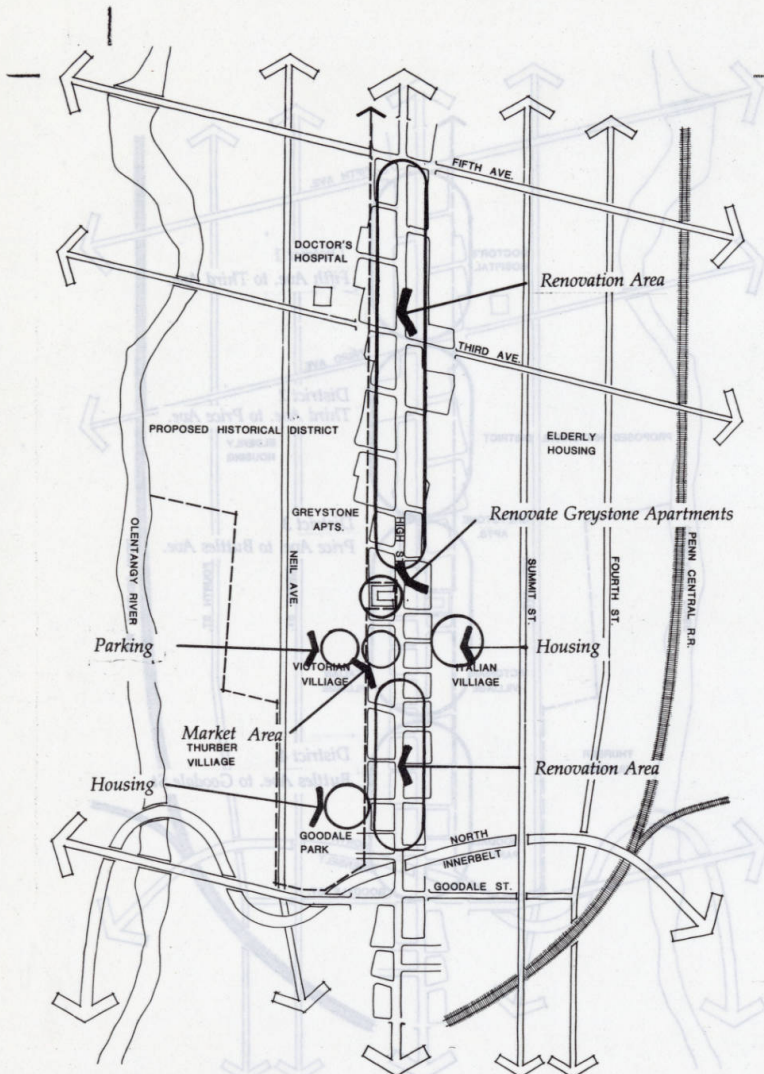 FIFTH AVE.
DOCTOR'S
HOSPITAL
Renovation Area
THIRD AVE.
PROPOSED HISTORICAL DISTRICT
ELDERLY
HOUSING
GREYSTONE
APTS.
Renovate Greystone Apartments
HIGH ST.
OLENTANGY RIVER
NEIL AVE.
SUMMIT ST.
FOURTH ST.
PENN CENTRAL R.R.
Parking
Housing
VICTORIAN
VILLIAGE
ITALIAN
VILLIAGE
Market Area
THURBER
VILLIAGE
Renovation Area
Housing
GOODALE
PARK
NORTH
INNERBELT
GOODALE ST.